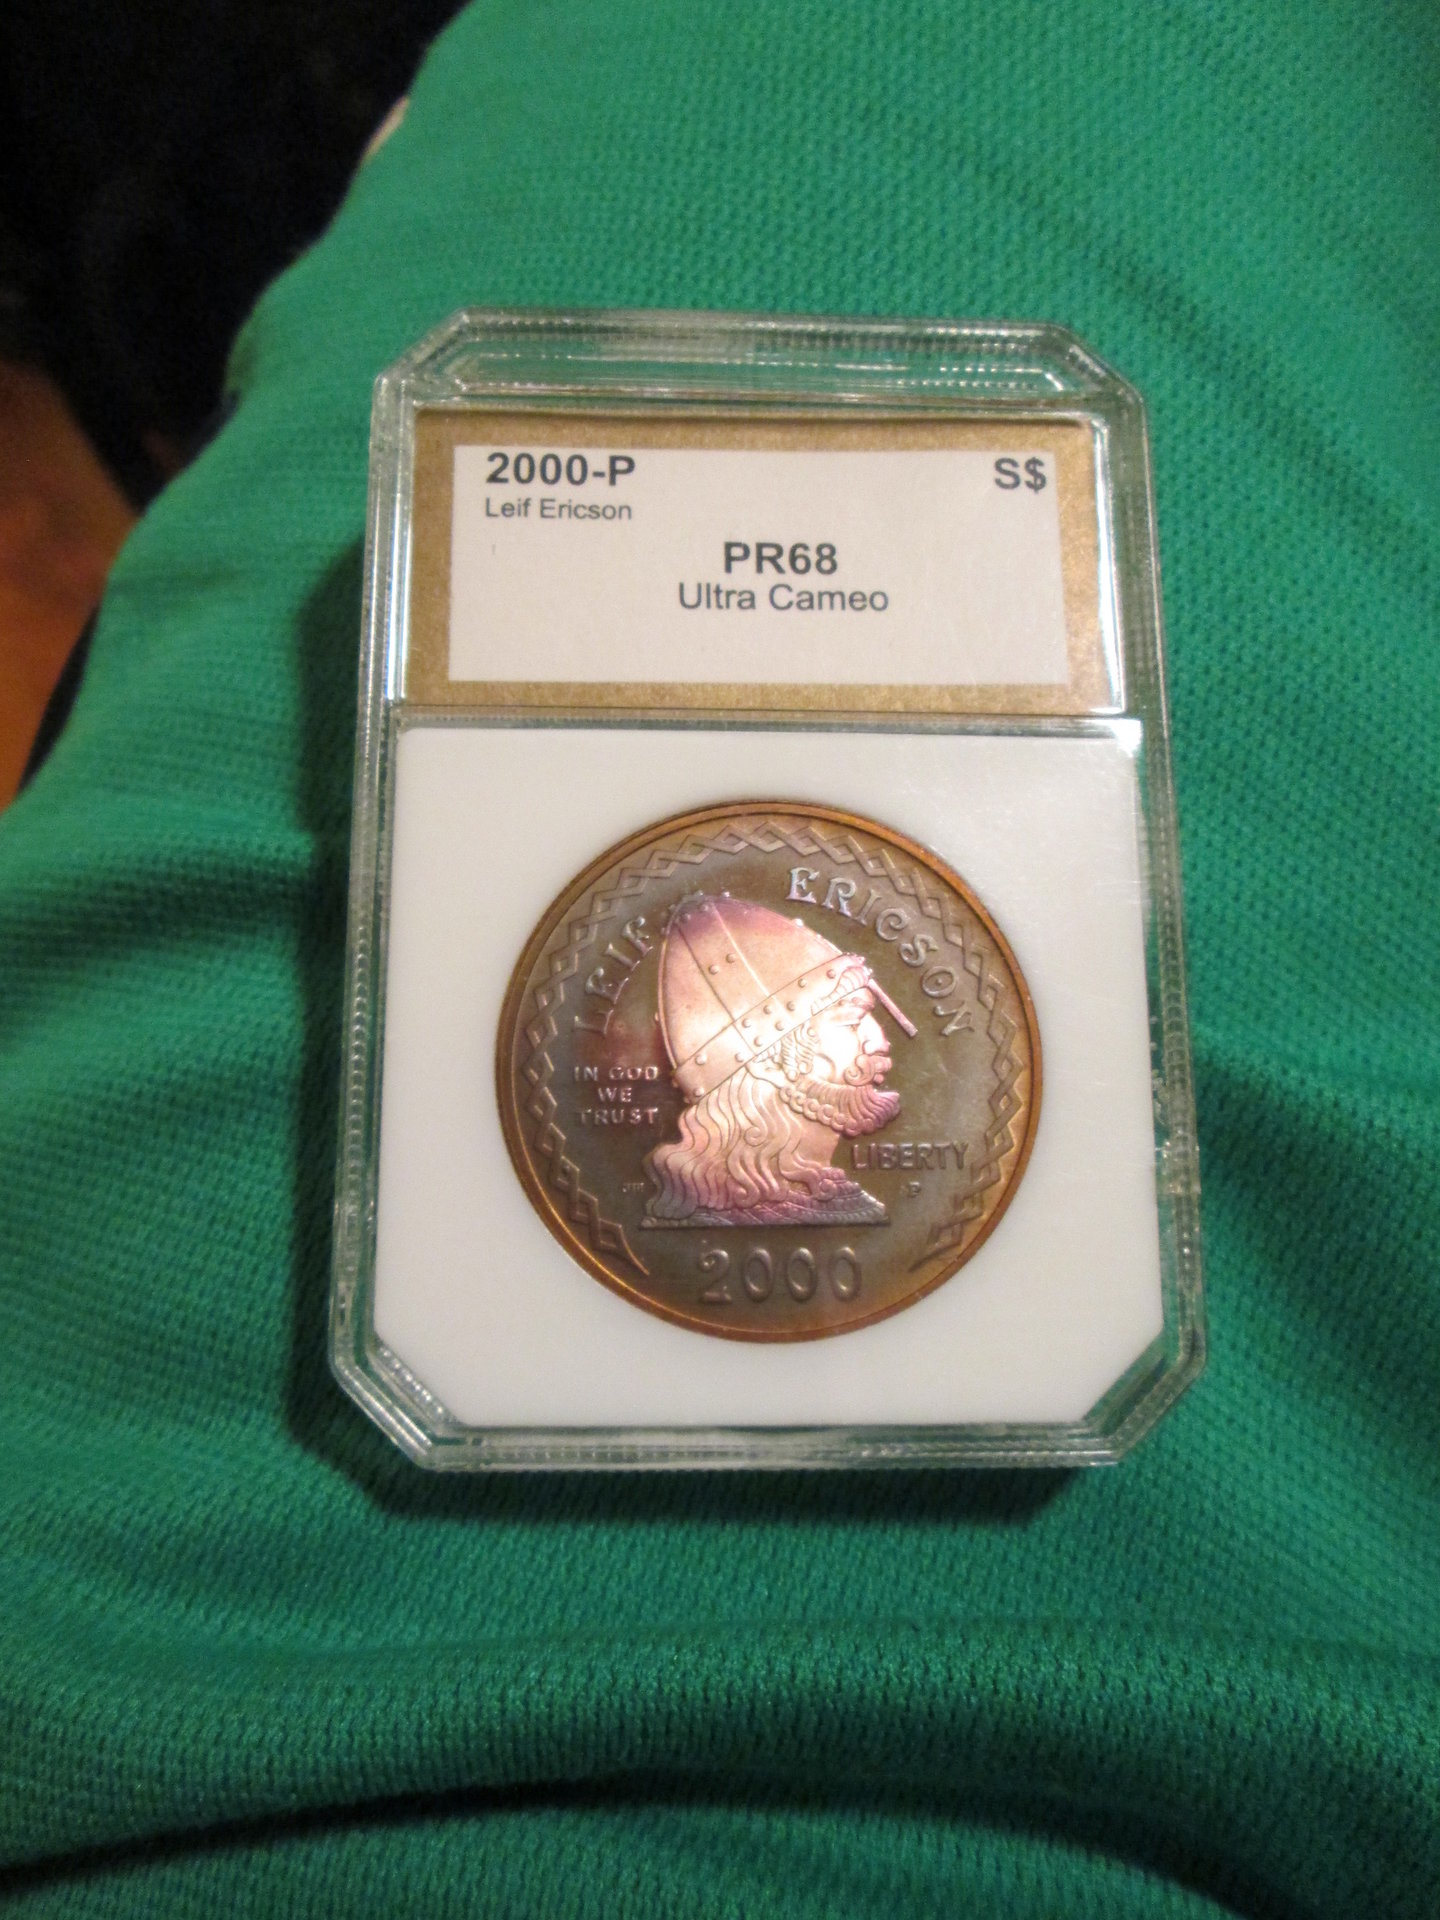 2000-P S$
Leif Ericson
PR68
Ultra Cameo
LEIF ERICSON
IN GOD
WE
TRUST
LIBERTY
P
2000